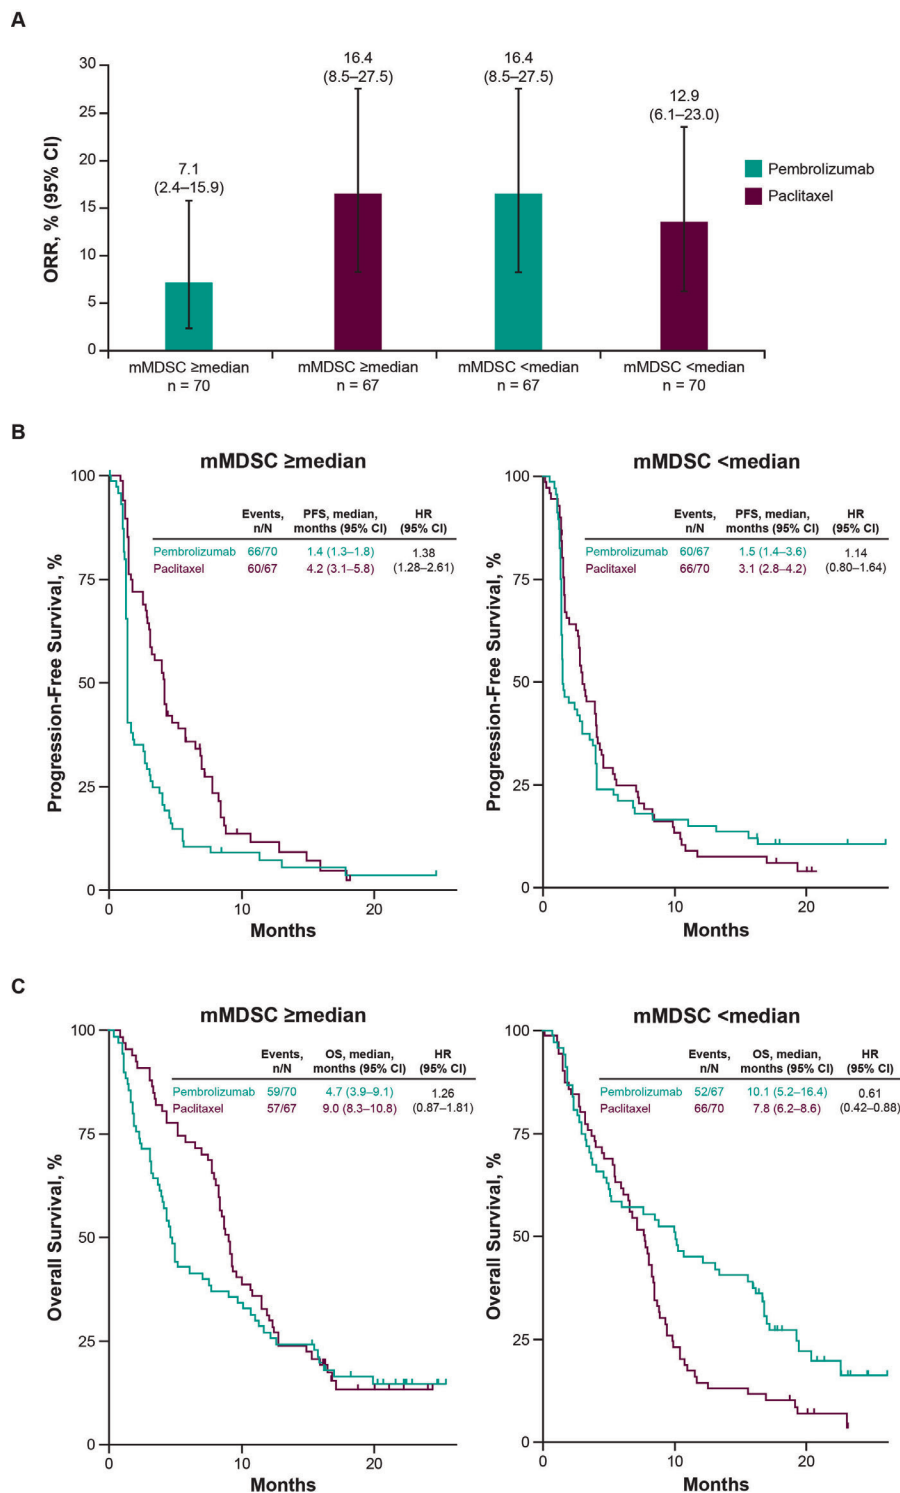 A
ORR, % (95% CI)
30
25
20
15
10
5
0
7.1
(2.4–15.9)
16.4
(8.5–27.5)
16.4
(8.5–27.5)
12.9
(6.1–23.0)
Pembrolizumab
Paclitaxel
mMDSC ≥median
n = 70
mMDSC ≥median
n = 67
mMDSC <median
n = 67
mMDSC <median
n = 70
B
mMDSC ≥median
Progression-Free Survival, %
100
75
50
25
0
Events, n/N PFS, median, months (95% CI) HR (95% CI)
Pembrolizumab 66/70 1.4 (1.3–1.8) 1.38
Paclitaxel 60/67 4.2 (3.1–5.8) (1.28–2.61)
0 10 20
Months
mMDSC <median
Progression-Free Survival, %
100
75
50
25
0
Events, n/N PFS, median, months (95% CI) HR (95% CI)
Pembrolizumab 60/67 1.5 (1.4–3.6) 1.14
Paclitaxel 66/70 3.1 (2.8–4.2) (0.80–1.64)
0 10 20
Months
C
mMDSC ≥median
Overall Survival, %
100
75
50
25
0
Events, n/N OS, median, months (95% CI) HR (95% CI)
Pembrolizumab 59/70 4.7 (3.9–9.1) 1.26
Paclitaxel 57/67 9.0 (8.3–10.8) (0.87–1.81)
0 10 20
Months
mMDSC <median
Overall Survival, %
100
75
50
25
0
Events, n/N OS, median, months (95% CI) HR (95% CI)
Pembrolizumab 52/67 10.1 (5.2–16.4) 0.61
Paclitaxel 66/70 7.8 (6.2–8.6) (0.42–0.88)
0 10 20
Months